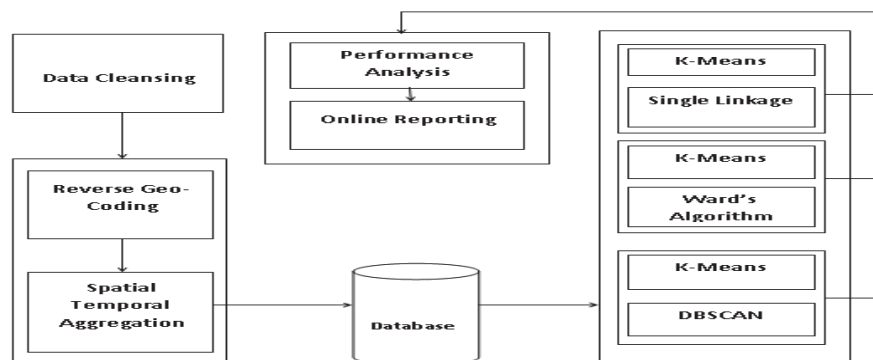 Data Cleansing
Reverse Geo-
Coding
Spatial
Temporal
Aggregation
Database
Performance
Analysis
Online Reporting
K-Means
Single Linkage
K-Means
Ward's
Algorithm
K-Means
DBSCAN